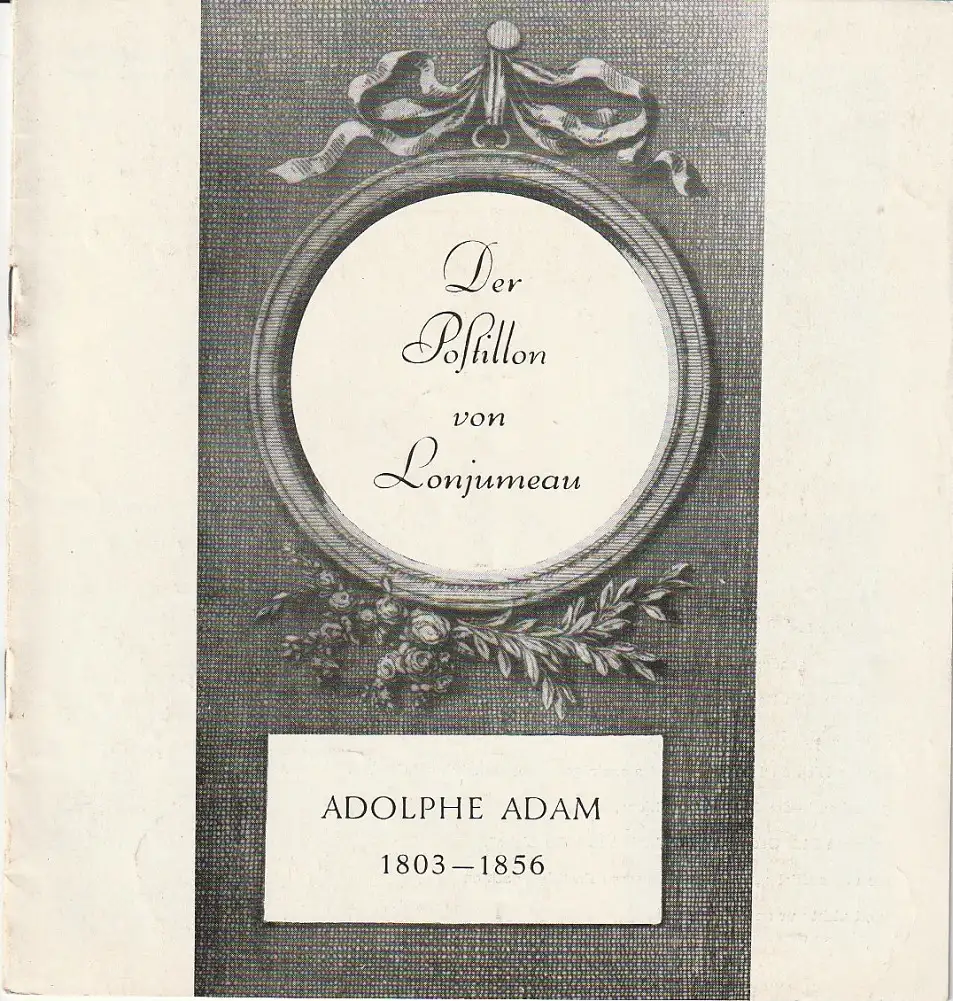 Der
Poſtillon
von
Lonjumeau
ADOLPHE ADAM
1803—1856